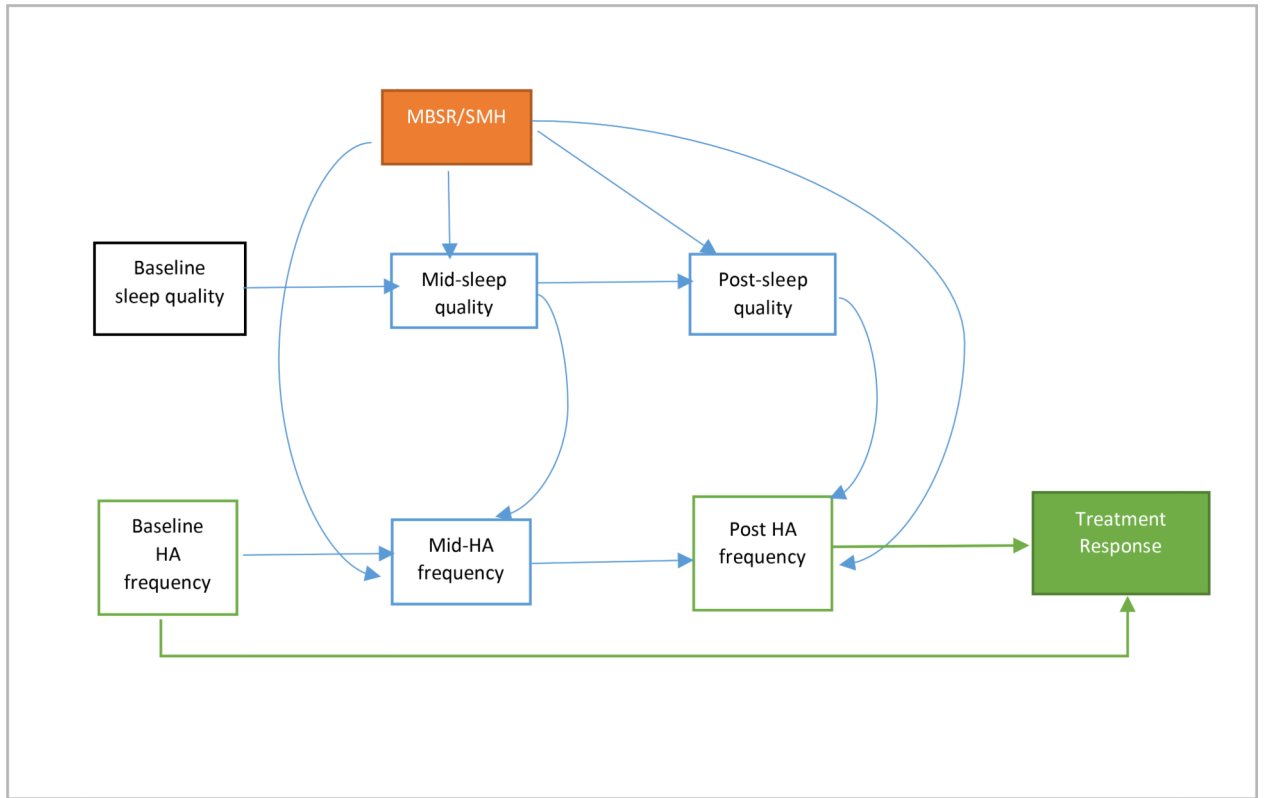 MBSR/SMH
Baseline
sleep quality
Mid-sleep
quality
Post-sleep
quality
Baseline
HA
frequency
Mid-HA
frequency
Post HA
frequency
Treatment
Response